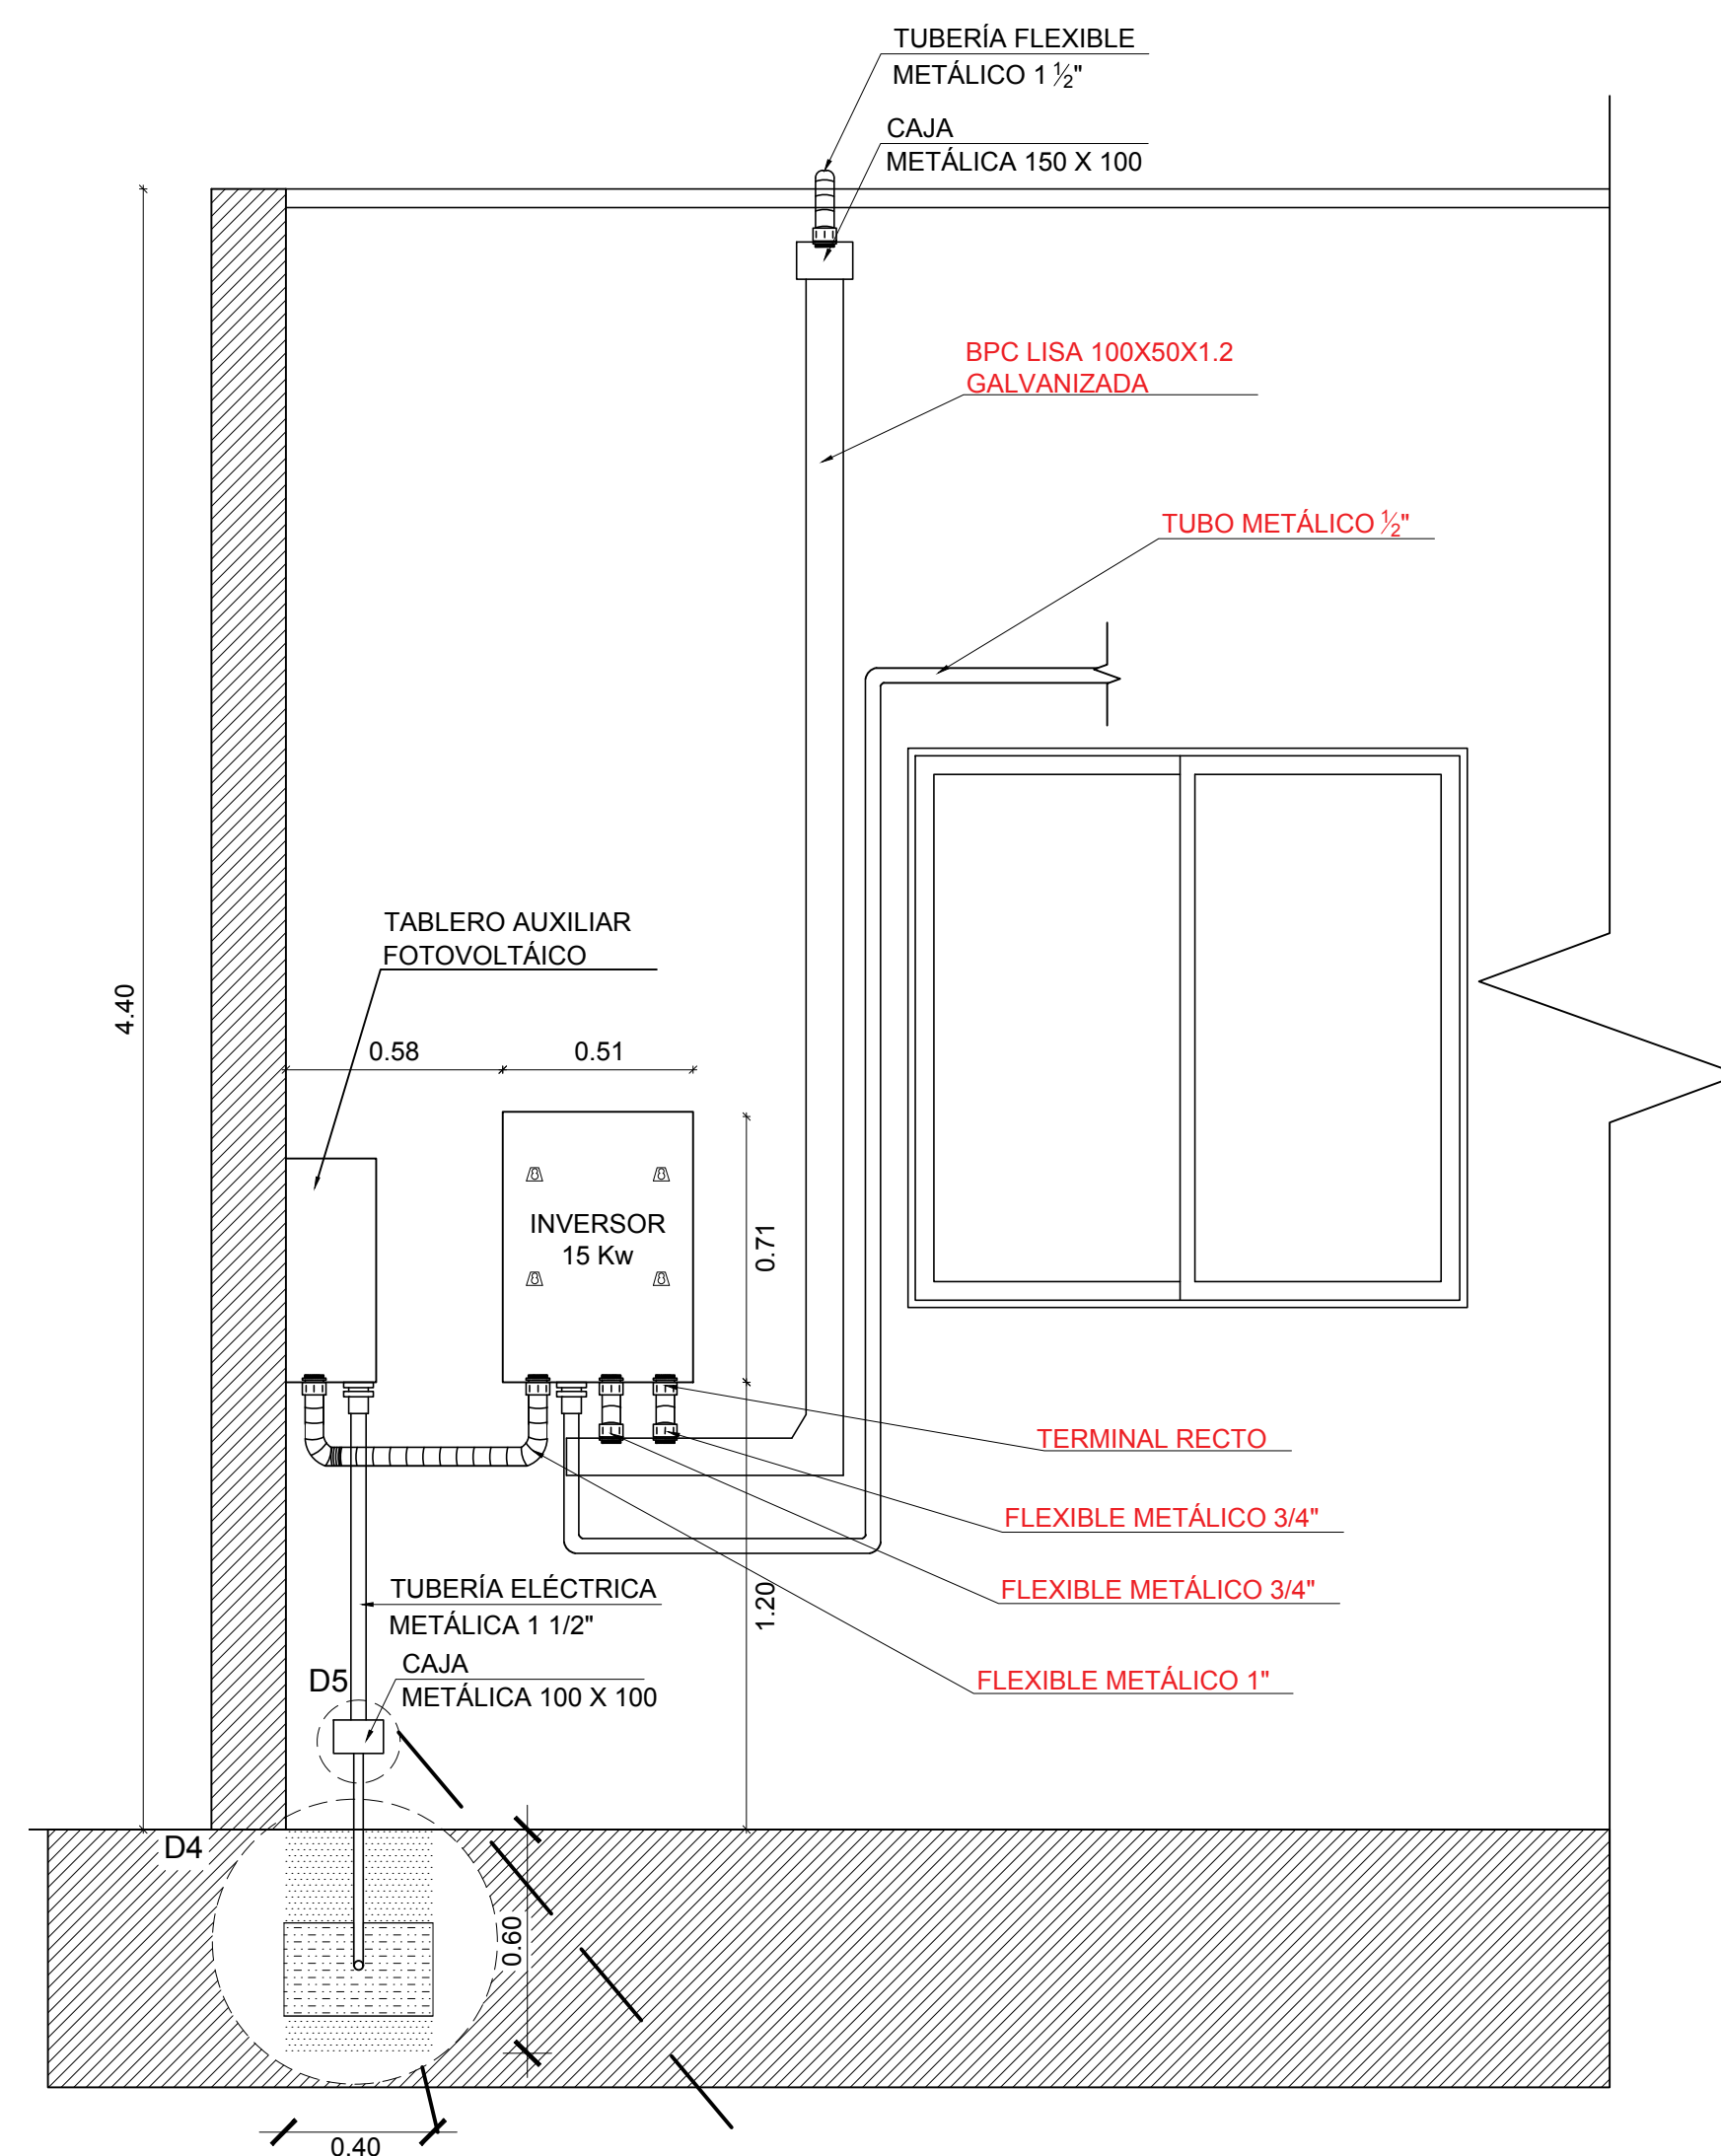 TUBERÍA FLEXIBLE
METÁLICO 1 ½"
CAJA
METÁLICA 150 X 100
BPC LISA 100X50X1.2
GALVANIZADA
TUBO METÁLICO ½"
TABLERO AUXILIAR
FOTOVOLTÁICO
4.40
0.58
0.51
INVERSOR
15 Kw
0.71
TERMINAL RECTO
FLEXIBLE METÁLICO 3/4"
FLEXIBLE METÁLICO 3/4"
FLEXIBLE METÁLICO 1"
1.20
TUBERÍA ELÉCTRICA
METÁLICA 1 1/2"
CAJA
METÁLICA 100 X 100
D5
D4
0.60
0.40